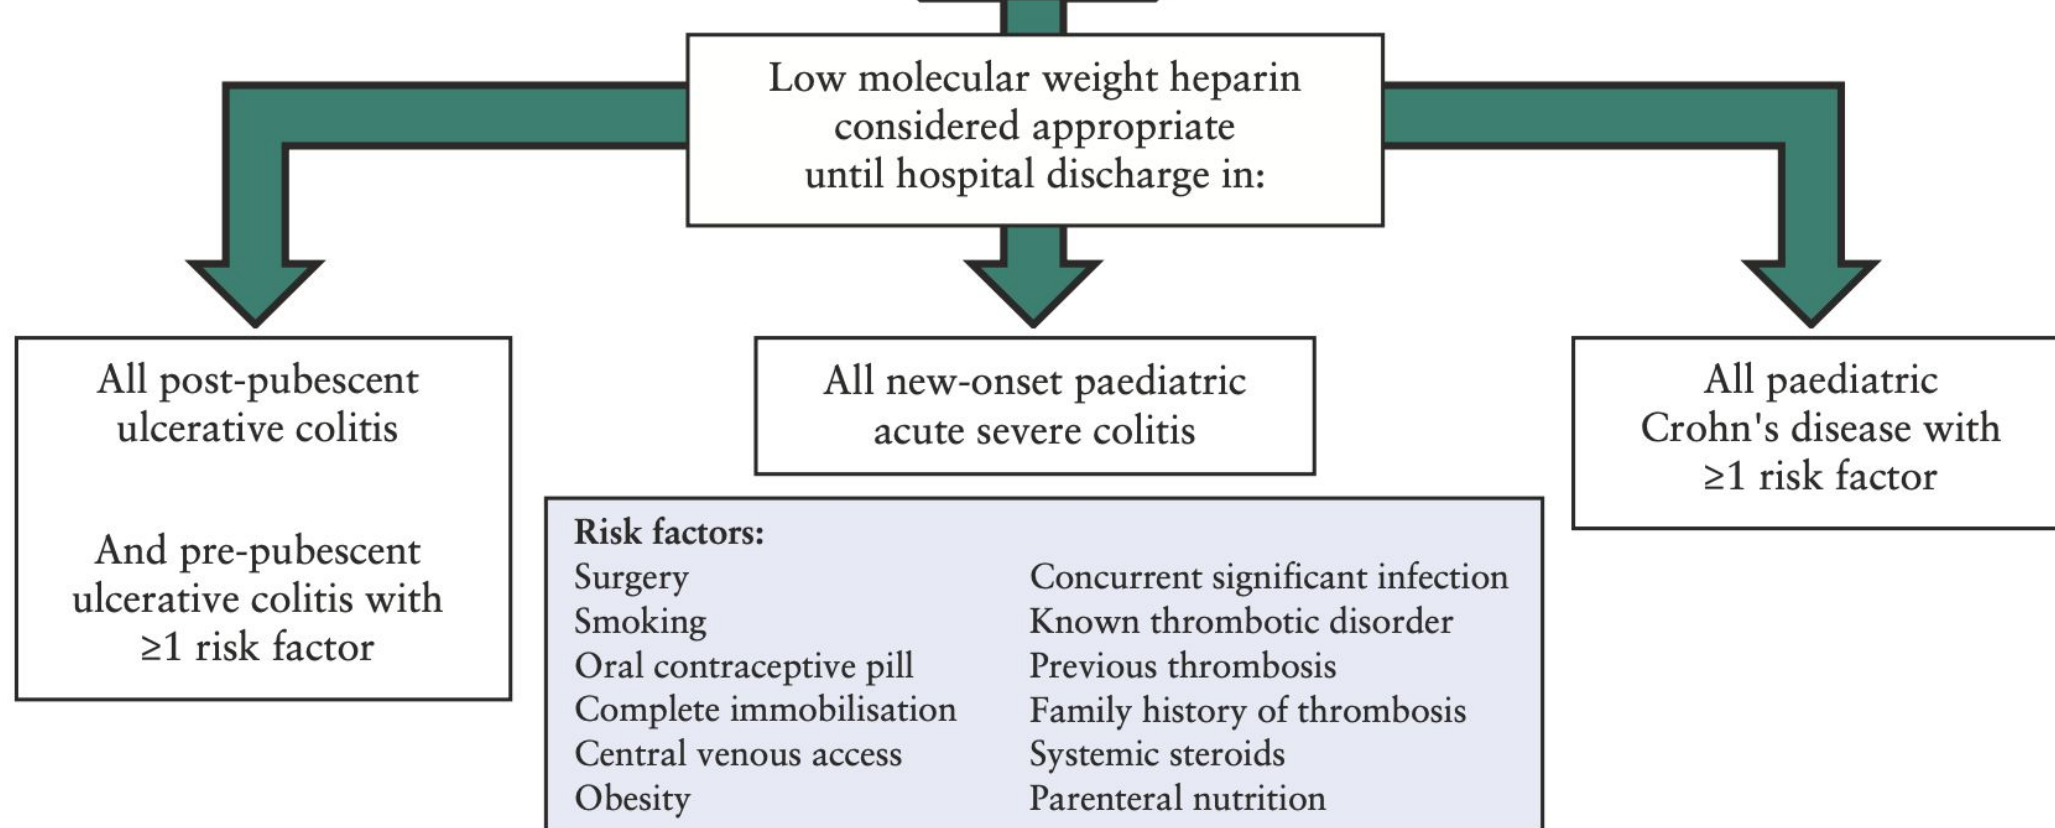 Low molecular weight heparin
considered appropriate
until hospital discharge in:
All post-pubescent
ulcerative colitis
And pre-pubescent
ulcerative colitis with
≥1 risk factor
All new-onset paediatric
acute severe colitis
All paediatric
Crohn's disease with
≥1 risk factor
Risk factors:
Surgery
Smoking
Oral contraceptive pill
Complete immobilisation
Central venous access
Obesity
Concurrent significant infection
Known thrombotic disorder
Previous thrombosis
Family history of thrombosis
Systemic steroids
Parenteral nutrition